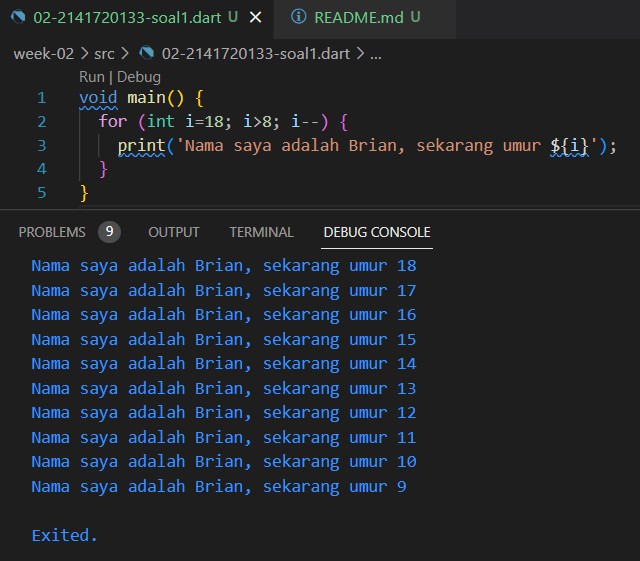 02-2141720133-soal1.dart U README.md U
week-02 > src > 02-2141720133-soal1.dart > ...
Run | Debug
1 void main() {
2 for (int i=18; i>8; i--) {
3 print('Nama saya adalah Brian, sekarang umur ${i}');
4 }
5 }
PROBLEMS 9 OUTPUT TERMINAL DEBUG CONSOLE
Nama saya adalah Brian, sekarang umur 18
Nama saya adalah Brian, sekarang umur 17
Nama saya adalah Brian, sekarang umur 16
Nama saya adalah Brian, sekarang umur 15
Nama saya adalah Brian, sekarang umur 14
Nama saya adalah Brian, sekarang umur 13
Nama saya adalah Brian, sekarang umur 12
Nama saya adalah Brian, sekarang umur 11
Nama saya adalah Brian, sekarang umur 10
Nama saya adalah Brian, sekarang umur 9
Exited.